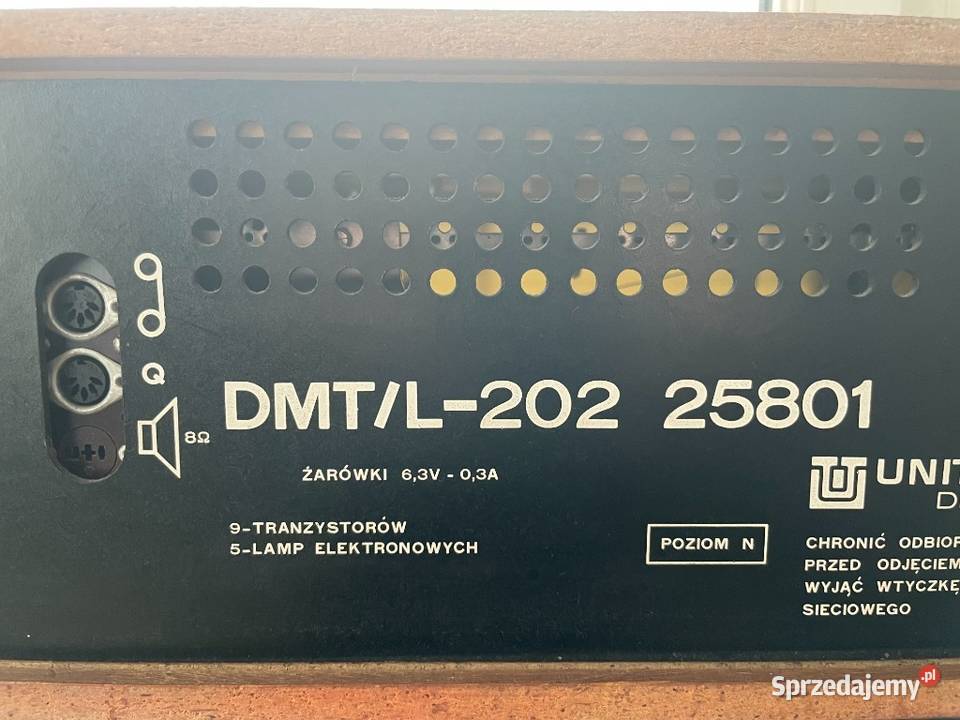 Q
8Ω
DMT/L-202 25801
ŻARÓWKI 6,3V - 0,3A
9-TRANZYSTORÓW
5-LAMP ELEKTRONOWYCH
POZIOM N
CHRONIĆ
PRZED ODJĘCIEM
WYJĄĆ WTYCZKĘ
SIECIOWEGO
Sprzedajemy.pl